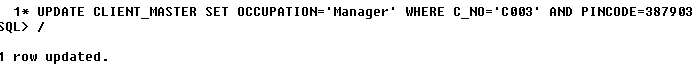 1* UPDATE CLIENT_MASTER SET OCCUPATION='Manager' WHERE C_NO='C003' AND PINCODE=387903
SQL> /
1 row updated.